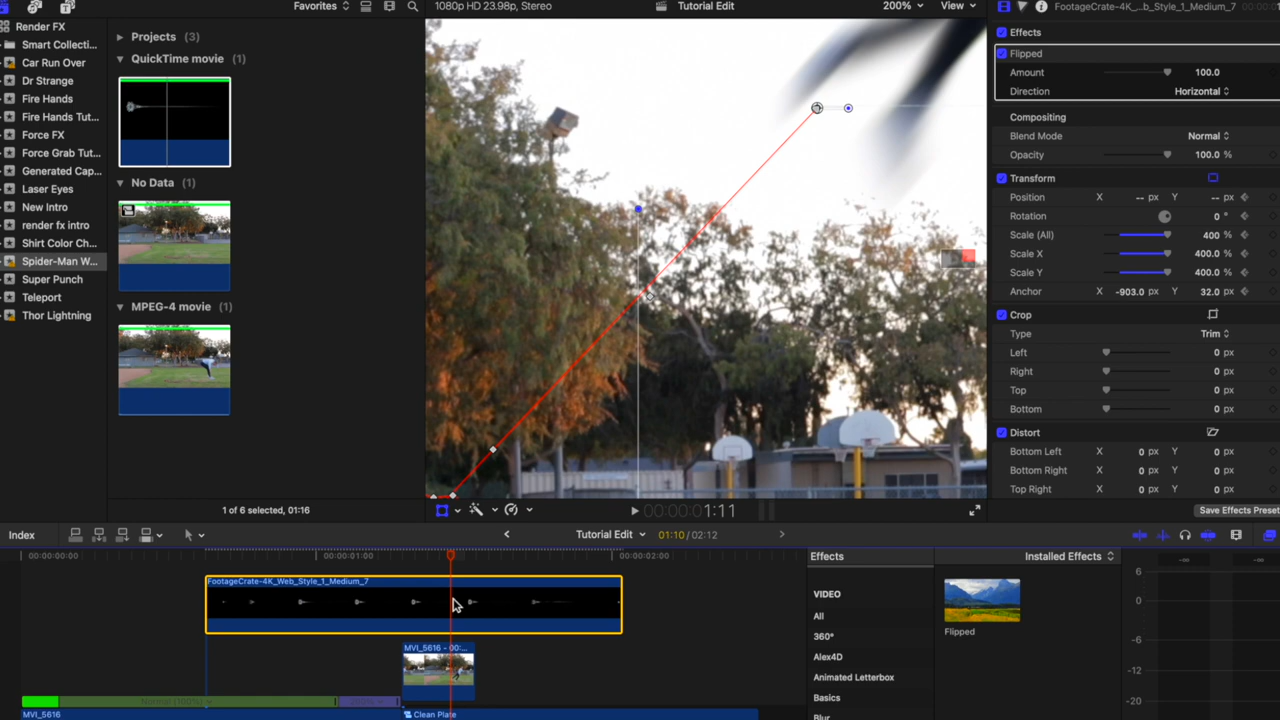 Favorites
1080p HD 23.98p, Stereo
Tutorial Edit
200%
View
FootageCrate-4K_...b_Style_1_Medium_7
Render FX
Smart Collecti...
Car Run Over
Dr Strange
Fire Hands
Fire Hands Tut...
Force FX
Force Grab Tut...
Generated Cap...
Laser Eyes
New Intro
render fx intro
Shirt Color Ch...
Spider-Man W...
Super Punch
Teleport
Thor Lightning
Projects (3)
QuickTime movie (1)
No Data (1)
MPEG-4 movie (1)
1 of 6 selected, 01:16
00:00:00:01:11
Effects
Flipped
Amount 100.0
Direction Horizontal
Compositing
Blend Mode Normal
Opacity 100.0 %
Transform
Position X -- px Y -- px
Rotation 0 °
Scale (All) 400 %
Scale X 400.0 %
Scale Y 400.0 %
Anchor X -903.0 px Y 32.0 px
Crop
Type Trim
Left 0 px
Right 0 px
Top 0 px
Bottom 0 px
Distort
Bottom Left X 0 px Y 0 px
Bottom Right X 0 px Y 0 px
Top Right X 0 px Y 0 px
Save Effects Preset
Index
Tutorial Edit
01:10 / 02:12
00:00:00:00
00:00:01:00
00:00:02:00
FootageCrate-4K_Web_Style_1_Medium_7
MVI_5616 - 00:...
Normal (100%)
MVI_5616
Clean Plate
Effects
Installed Effects
VIDEO
All
360°
Alex4D
Animated Letterbox
Basics
Blur
Flipped
-∞ -∞
6
0
-6
-12
-20